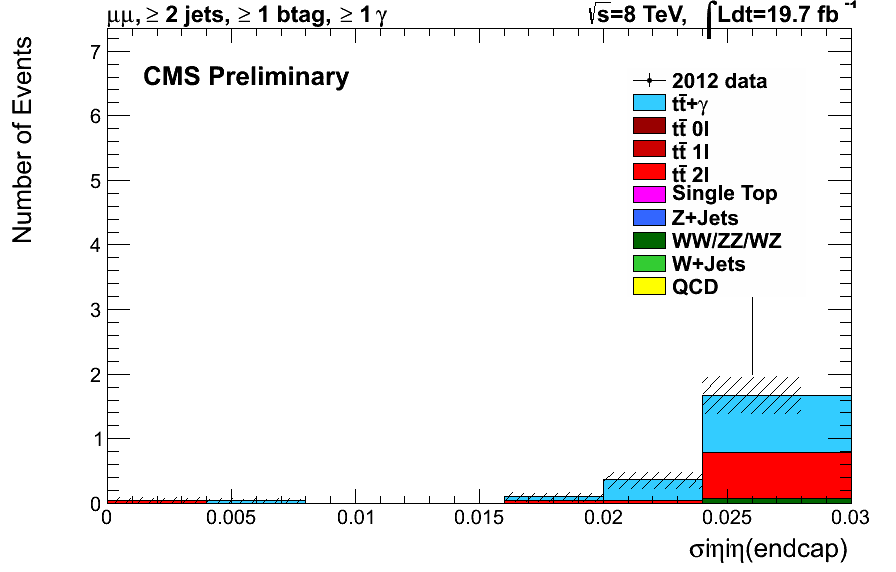 μμ, ≥ 2 jets, ≥ 1 btag, ≥ 1 γ
√s=8 TeV, ∫Ldt=19.7 fb⁻¹
CMS Preliminary
Number of Events
7
6
5
4
3
2
1
0
2012 data
tt̄+γ
tt̄ 0l
tt̄ 1l
tt̄ 2l
Single Top
Z+Jets
WW/ZZ/WZ
W+Jets
QCD
0 0.005 0.01 0.015 0.02 0.025 0.03
σiηiη(endcap)